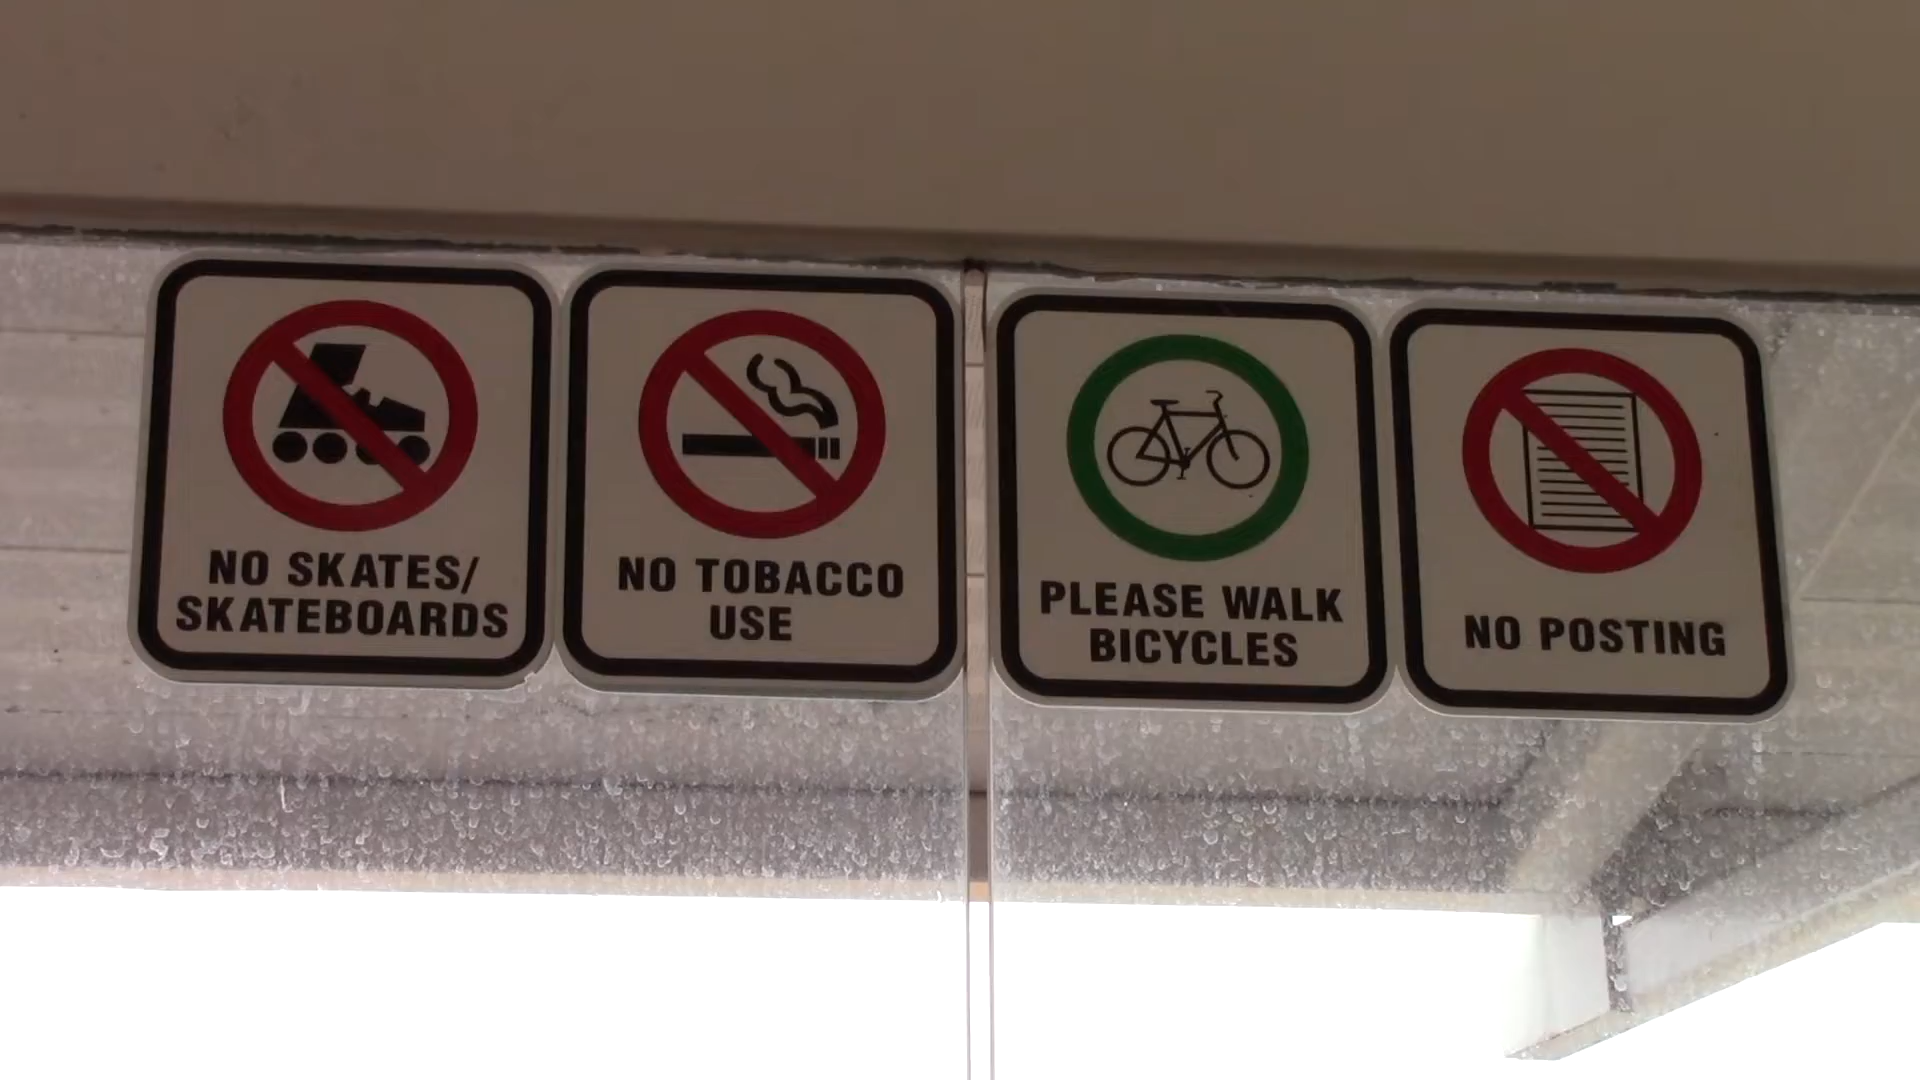 NO SKATES/
SKATEBOARDS
NO TOBACCO
USE
PLEASE WALK
BICYCLES
NO POSTING